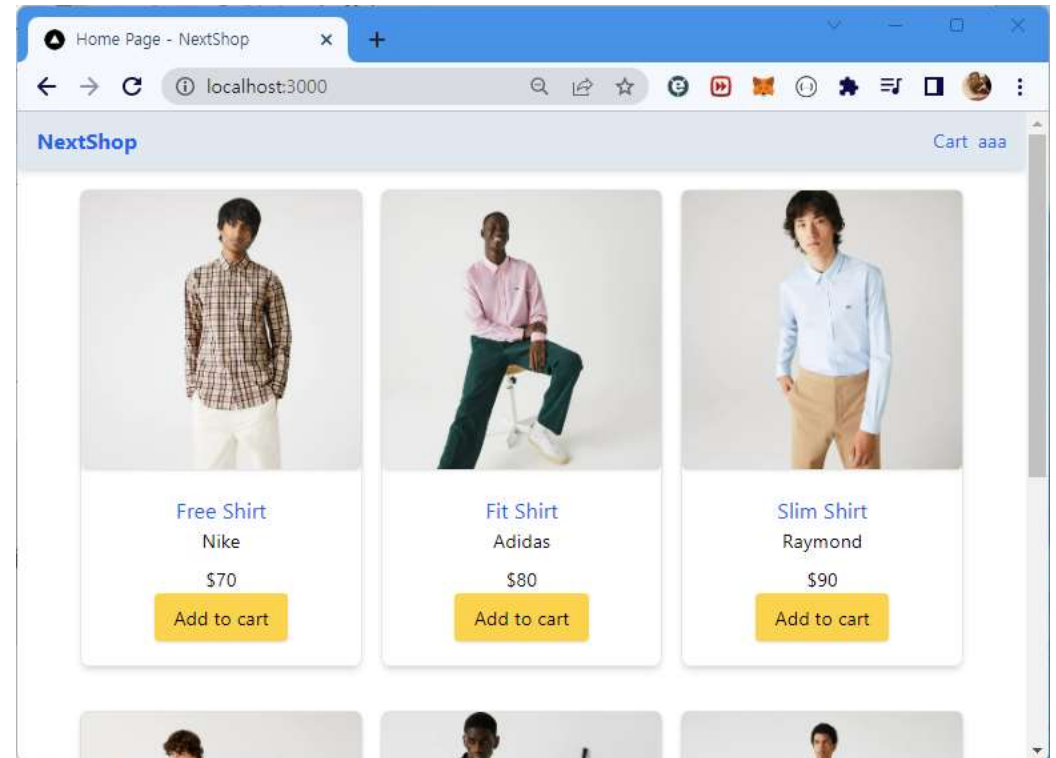 Home Page - NextShop
localhost:3000
NextShop
Cart aaa
Free Shirt
Nike
$70
Add to cart
Fit Shirt
Adidas
$80
Add to cart
Slim Shirt
Raymond
$90
Add to cart